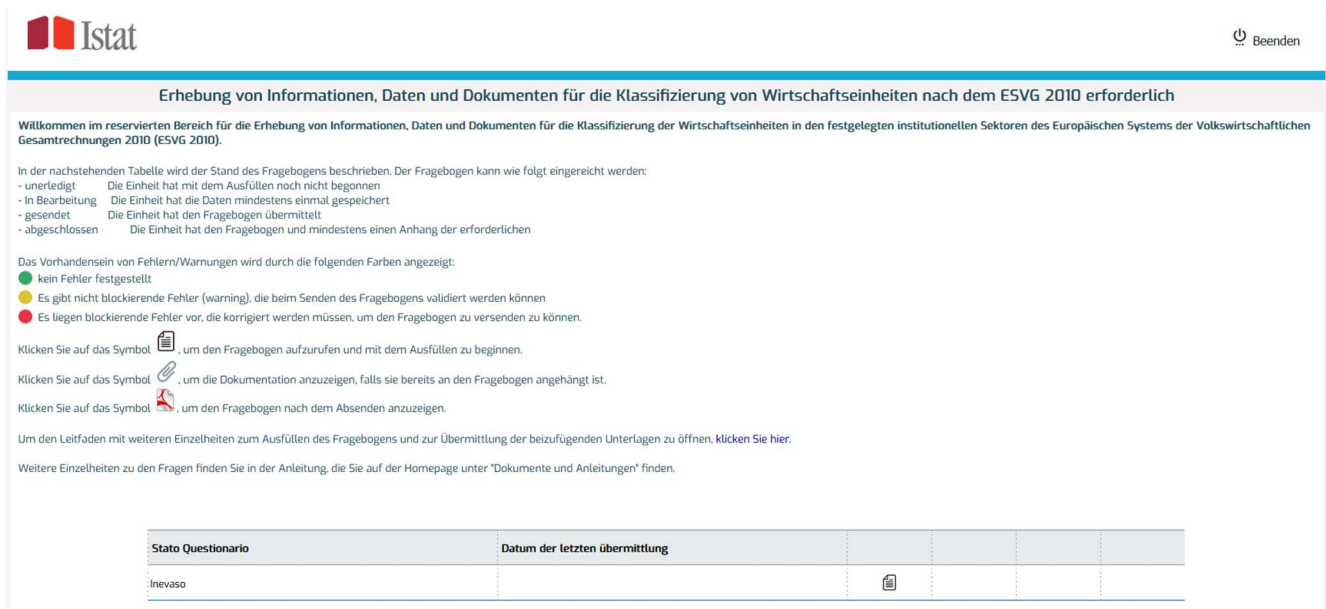 Istat
Beenden
Erhebung von Informationen, Daten und Dokumenten für die Klassifizierung von Wirtschaftseinheiten nach dem ESVG 2010 erforderlich
Willkommen im reservierten Bereich für die Erhebung von Informationen, Daten und Dokumenten für die Klassifizierung der Wirtschaftseinheiten in den festgelegten institutionellen Sektoren des Europäischen Systems der Volkswirtschaftlichen
Gesamtrechnungen 2010 (ESVG 2010).
In der nachstehenden Tabelle wird der Stand des Fragebogens beschrieben. Der Fragebogen kann wie folgt eingereicht werden:
- unerledigt Die Einheit hat mit dem Ausfüllen noch nicht begonnen
- In Bearbeitung Die Einheit hat die Daten mindestens einmal gespeichert
- gesendet Die Einheit hat den Fragebogen übermittelt
- abgeschlossen Die Einheit hat den Fragebogen und mindestens einen Anhang der erforderlichen
Das Vorhandensein von Fehlern/Warnungen wird durch die folgenden Farben angezeigt:
kein Fehler festgestellt
Es gibt nicht blockierende Fehler (warning), die beim Senden des Fragebogens validiert werden können
Es liegen blockierende Fehler vor, die korrigiert werden müssen, um den Fragebogen zu versenden zu können.
Klicken Sie auf das Symbol , um den Fragebogen aufzurufen und mit dem Ausfüllen zu beginnen.
Klicken Sie auf das Symbol , um die Dokumentation anzuzeigen, falls sie bereits an den Fragebogen angehängt ist.
Klicken Sie auf das Symbol , um den Fragebogen nach dem Absenden anzuzeigen.
Um den Leitfaden mit weiteren Einzelheiten zum Ausfüllen des Fragebogens und zur Übermittlung der beizufügenden Unterlagen zu öffnen, klicken Sie hier.
Weitere Einzelheiten zu den Fragen finden Sie in der Anleitung, die Sie auf der Homepage unter "Dokumente und Anleitungen" finden.
Stato Questionario Datum der letzten übermittlung
Inevaso